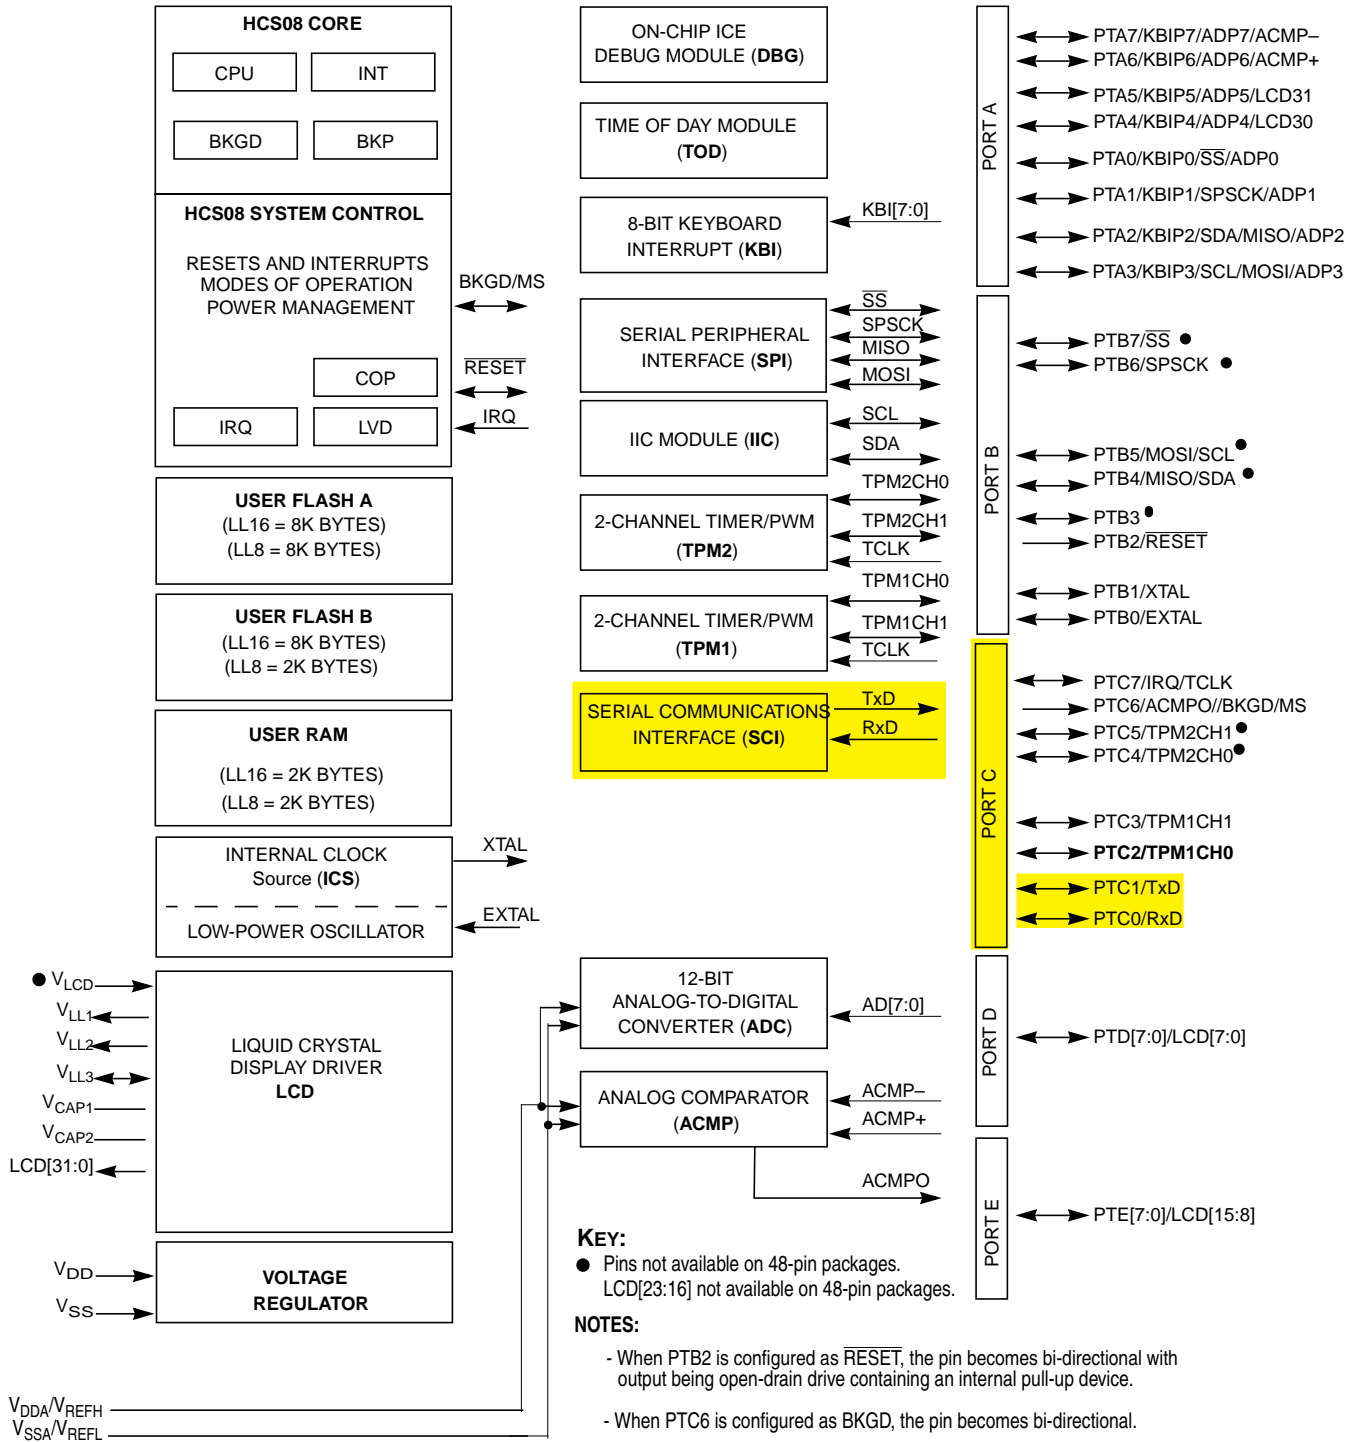 HCS08 CORE
CPU
INT
BKGD
BKP
HCS08 SYSTEM CONTROL
RESETS AND INTERRUPTS
MODES OF OPERATION
POWER MANAGEMENT
COP
IRQ
LVD
BKGD/MS
RESET
IRQ
USER FLASH A
(LL16 = 8K BYTES)
(LL8 = 8K BYTES)
USER FLASH B
(LL16 = 8K BYTES)
(LL8 = 2K BYTES)
USER RAM
(LL16 = 2K BYTES)
(LL8 = 2K BYTES)
INTERNAL CLOCK
Source (ICS)
LOW-POWER OSCILLATOR
XTAL
EXTAL
● VLCD
VLL1
VLL2
VLL3
VCAP1
VCAP2
LCD[31:0]
LIQUID CRYSTAL
DISPLAY DRIVER
LCD
VDD
VSS
VOLTAGE
REGULATOR
VDDA/VREFH
VSSA/VREFL
ON-CHIP ICE
DEBUG MODULE (DBG)
TIME OF DAY MODULE
(TOD)
8-BIT KEYBOARD
INTERRUPT (KBI)
KBI[7:0]
SERIAL PERIPHERAL
INTERFACE (SPI)
SS
SPSCK
MISO
MOSI
IIC MODULE (IIC)
SCL
SDA
2-CHANNEL TIMER/PWM
(TPM2)
TPM2CH0
TPM2CH1
TCLK
2-CHANNEL TIMER/PWM
(TPM1)
TPM1CH0
TPM1CH1
TCLK
SERIAL COMMUNICATIONS
INTERFACE (SCI)
TxD
RxD
12-BIT
ANALOG-TO-DIGITAL
CONVERTER (ADC)
AD[7:0]
ANALOG COMPARATOR
(ACMP)
ACMP–
ACMP+
ACMPO
PORT A
PTA7/KBIP7/ADP7/ACMP–
PTA6/KBIP6/ADP6/ACMP+
PTA5/KBIP5/ADP5/LCD31
PTA4/KBIP4/ADP4/LCD30
PTA0/KBIP0/SS/ADP0
PTA1/KBIP1/SPSCK/ADP1
PTA2/KBIP2/SDA/MISO/ADP2
PTA3/KBIP3/SCL/MOSI/ADP3
PORT B
PTB7/SS ●
PTB6/SPSCK ●
PTB5/MOSI/SCL ●
PTB4/MISO/SDA ●
PTB3 ●
PTB2/RESET
PTB1/XTAL
PTB0/EXTAL
PORT C
PTC7/IRQ/TCLK
PTC6/ACMPO//BKGD/MS
PTC5/TPM2CH1 ●
PTC4/TPM2CH0 ●
PTC3/TPM1CH1
PTC2/TPM1CH0
PTC1/TxD
PTC0/RxD
PORT D
PTD[7:0]/LCD[7:0]
PORT E
PTE[7:0]/LCD[15:8]
KEY:
● Pins not available on 48-pin packages.
LCD[23:16] not available on 48-pin packages.
NOTES:
- When PTB2 is configured as RESET, the pin becomes bi-directional with
output being open-drain drive containing an internal pull-up device.
- When PTC6 is configured as BKGD, the pin becomes bi-directional.